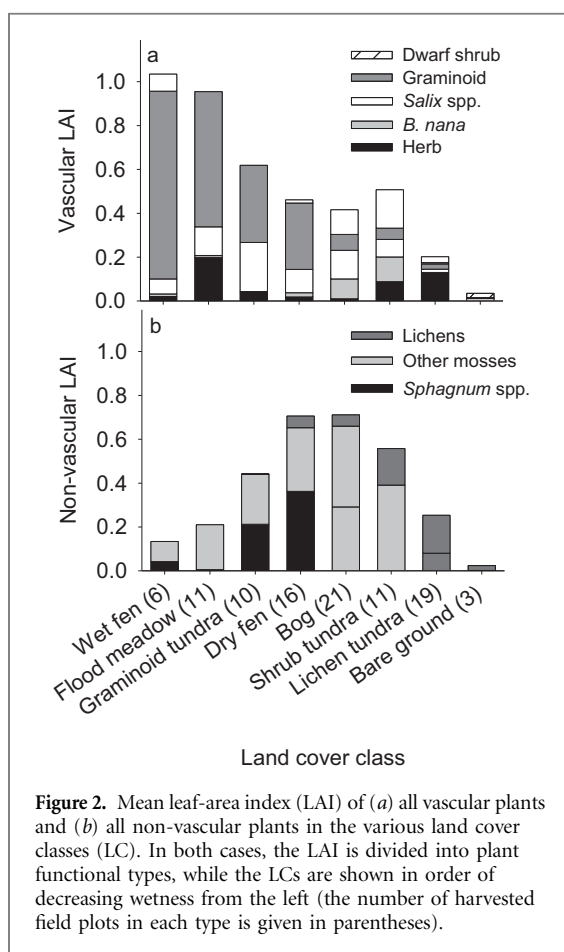 a
Dwarf shrub
Graminoid
Salix spp.
B. nana
Herb
Vascular LAI
1.0
0.8
0.6
0.4
0.2
0.0
b
Lichens
Other mosses
Sphagnum spp.
Non-vascular LAI
1.0
0.8
0.6
0.4
0.2
0.0
Wet fen (6)
Flood meadow (11)
Graminoid tundra (10)
Dry fen (16)
Bog (21)
Shrub tundra (11)
Lichen tundra (19)
Bare ground (3)
Land cover class
Figure 2. Mean leaf-area index (LAI) of (a) all vascular plants
and (b) all non-vascular plants in the various land cover
classes (LC). In both cases, the LAI is divided into plant
functional types, while the LCs are shown in order of
decreasing wetness from the left (the number of harvested
field plots in each type is given in parentheses).